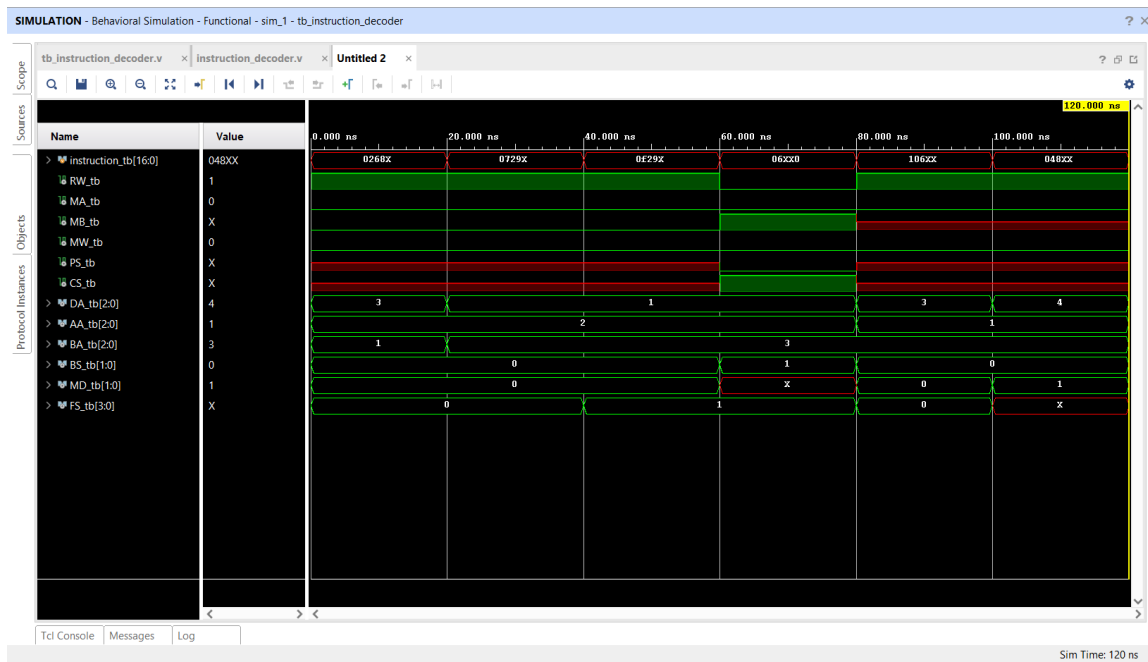 SIMULATION - Behavioral Simulation - Functional - sim_1 - tb_instruction_decoder
tb_instruction_decoder.v
instruction_decoder.v
Untitled 2
Scope
Sources
Objects
Protocol Instances
120.000 ns
Name Value 0.000 ns 20.000 ns 40.000 ns 60.000 ns 80.000 ns 100.000 ns
instruction_tb[16:0] 048XX 0268X 0729X 0f29X 06XX0 106XX 048XX
RW_tb 1
MA_tb 0
MB_tb X
MW_tb 0
PS_tb X
CS_tb X
DA_tb[2:0] 4 3 1 3 4
AA_tb[2:0] 1 2 1
BA_tb[2:0] 3 1 3
BS_tb[1:0] 0 0 1 0
MD_tb[1:0] 1 0 X 0 1
FS_tb[3:0] X 0 1 0 X
Tcl Console Messages Log
Sim Time: 120 ns